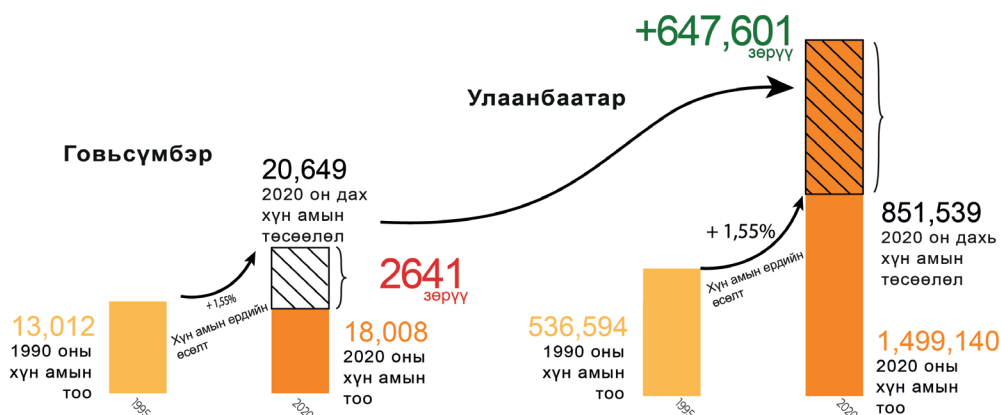 Говьсүмбэр
20,649
2020 он дах
хүн амын
төсөөлөл
2641
зөрүү
+ 1,55%
Хүн амын ердийн
өсөлт
13,012
1990 оны
хүн амын
тоо
1995
18,008
2020 оны
хүн амын
тоо
2020
Улаанбаатар
+647,601
зөрүү
+ 1,55%
Хүн амын ердийн
өсөлт
851,539
2020 он дахь
хүн амын
төсөөлөл
536,594
1990 оны
хүн амын
тоо
1995
1,499,140
2020 оны
хүн амын
тоо
2020